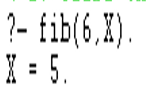 ?- fib(6,X).
X = 5.